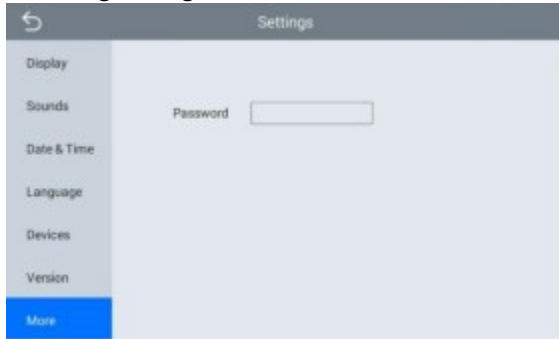 Settings
Display
Sounds
Password
Date & Time
Language
Devices
Version
More